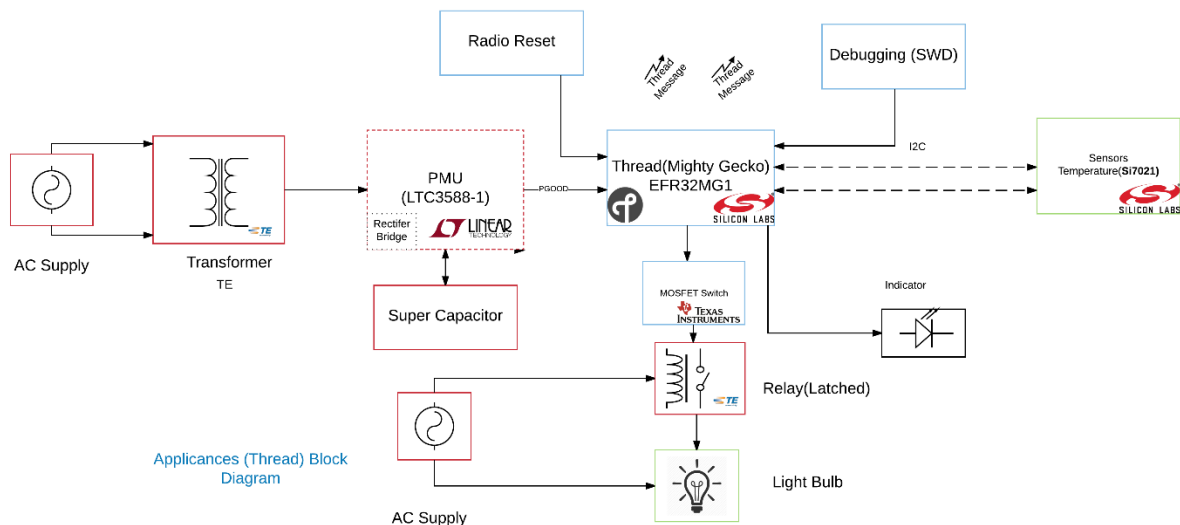 Radio Reset
Thread
Message
Thread
Message
Debugging (SWD)
PMU
(LTC3588-1)
Rectifer
Bridge
LINEAR
TECHNOLOGY
PGOOD
Thread(Mighty Gecko)
EFR32MG1
SILICON LABS
I2C
Sensors
Temperature(Si7021)
SILICON LABS
TE
AC Supply
Transformer
TE
Super Capacitor
MOSFET Switch
TEXAS
INSTRUMENTS
Indicator
TE
Relay(Latched)
Applicances (Thread) Block
Diagram
AC Supply
Light Bulb